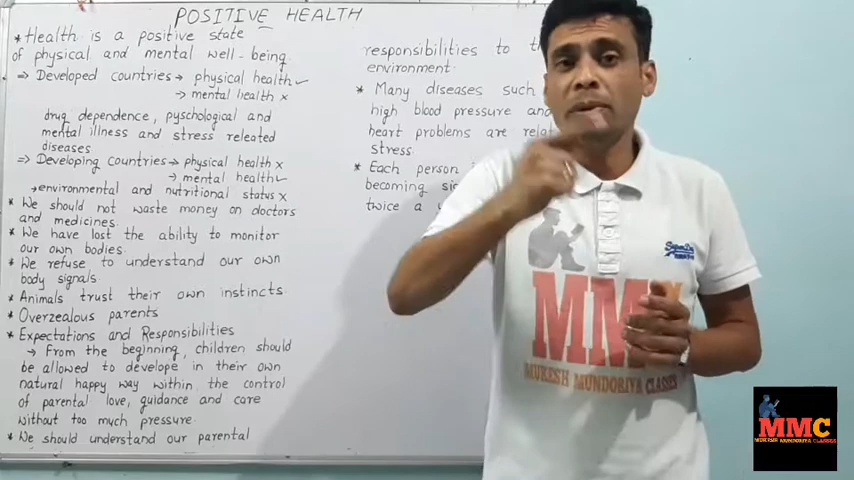 POSITIVE HEALTH
* Health is a positive state
of physical and mental well-being.
⇒ Developed countries → physical health ✓
→ mental health ×
drug dependence, pyschological and
mental illness and stress releated
diseases.
⇒ Developing Countries → physical health ×
→ mental health ✓
→ environmental and nutritional status ×
* We should not waste money on doctors
and medicines.
* We have lost the ability to monitor
our own bodies.
* We refuse to understand our own
body signals.
* Animals trust their own instincts.
* Overzealous parents
* Expectations and Responsibilities
→ From the beginning, children should
be allowed to develop in their own
natural happy way within the control
of parental love, guidance and care
without too much pressure.
* We should understand our parental
responsibilities to
environment.
* Many diseases such
high blood pressure and
heart problems are
stress.
* Each person is
becoming
twice a
Superdry
MMC
MUKESH MUNDORIYA CLASSES
MMC
MUKESH MUNDORIYA CLASSES